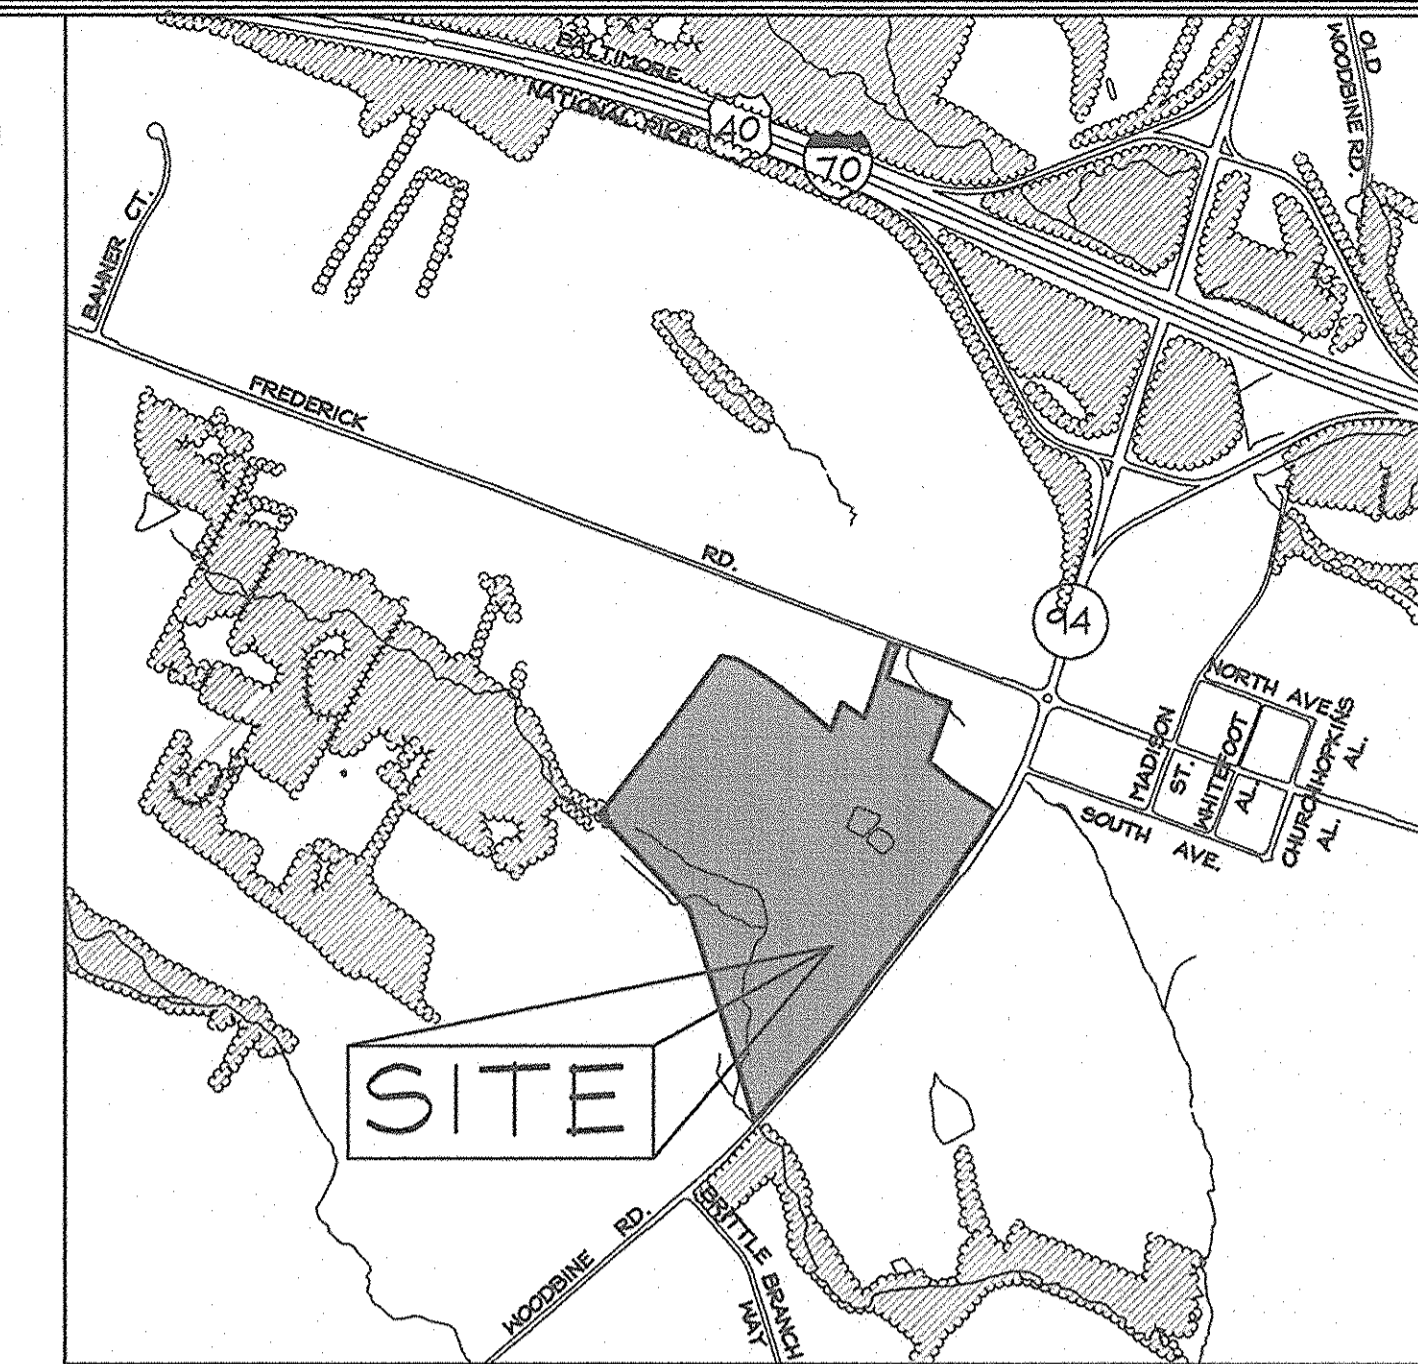 BALTIMORE
NATIONAL PIKE
40
70
OLD
WOODBINE RD.
BAHNER CT.
FREDERICK
RD.
94
NORTH AVE.
MADISON
ST.
WHITEFOOT
AL.
HOPKINS
AL.
CHURCH
AL.
SOUTH AVE.
SITE
WOODBINE RD.
BRITTLE BRANCH
WAY